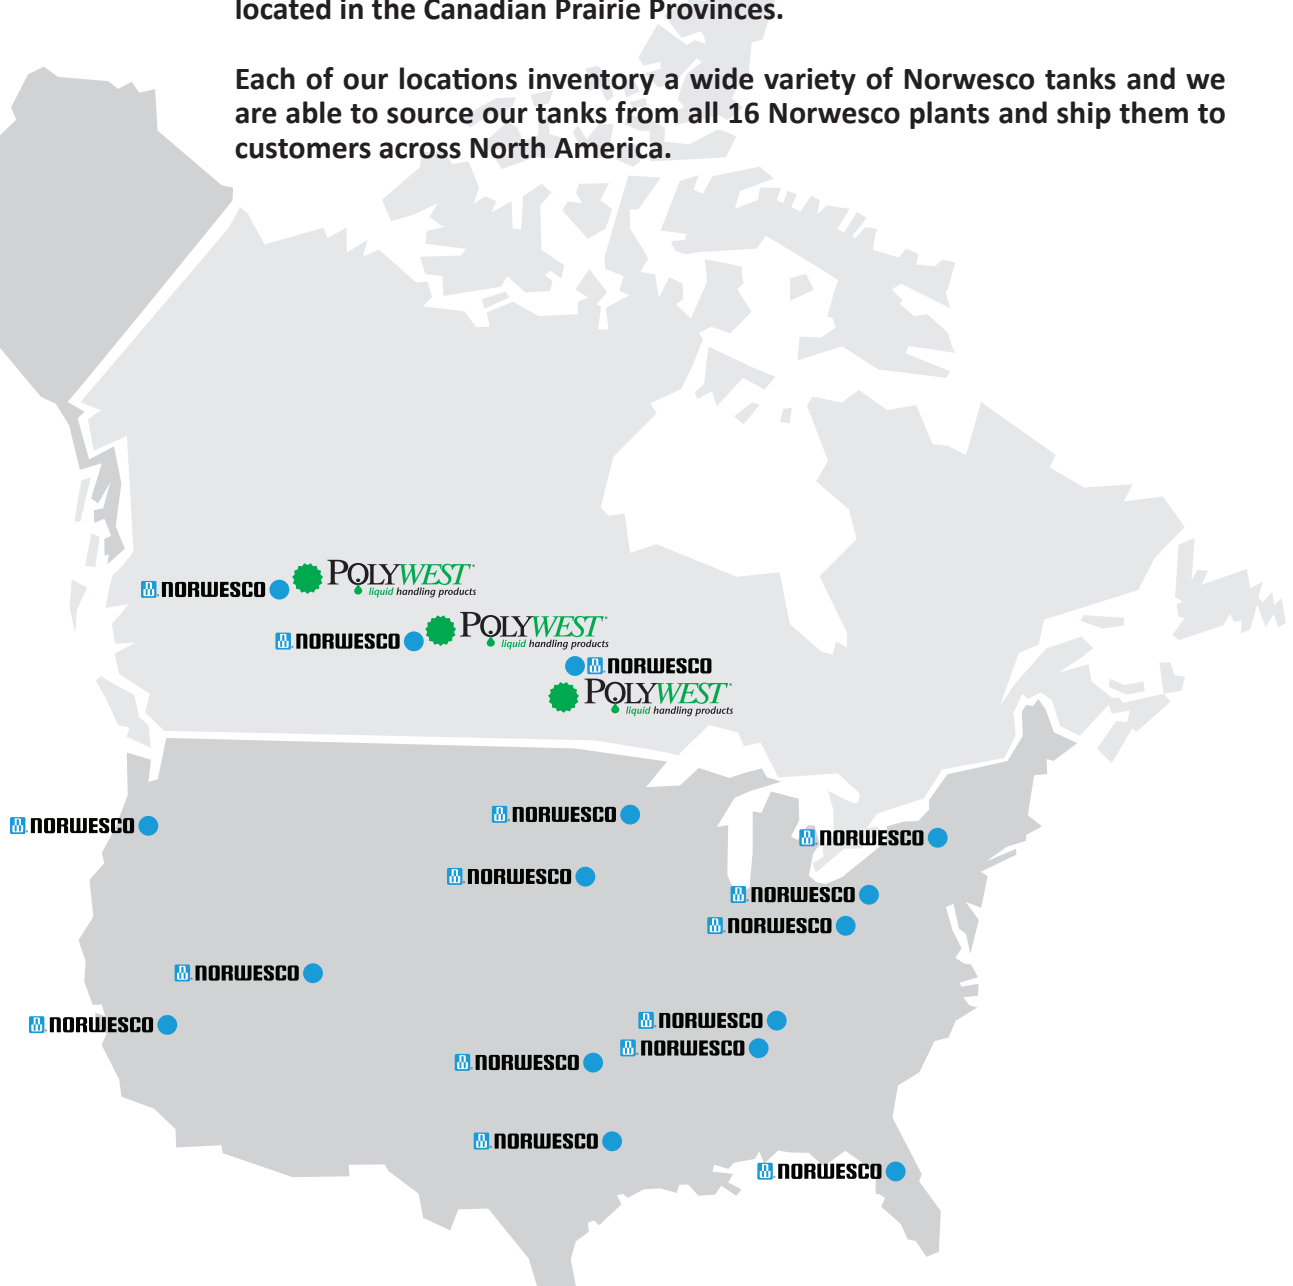 located in the Canadian Prairie Provinces.
Each of our locations inventory a wide variety of Norwesco tanks and we
are able to source our tanks from all 16 Norwesco plants and ship them to
customers across North America.
POLYWEST
liquid handling products
NORWESCO
POLYWEST
liquid handling products
NORWESCO
NORWESCO
POLYWEST
liquid handling products
NORWESCO
NORWESCO
NORWESCO
NORWESCO
NORWESCO
NORWESCO
NORWESCO
NORWESCO
NORWESCO
NORWESCO
NORWESCO
NORWESCO
NORWESCO